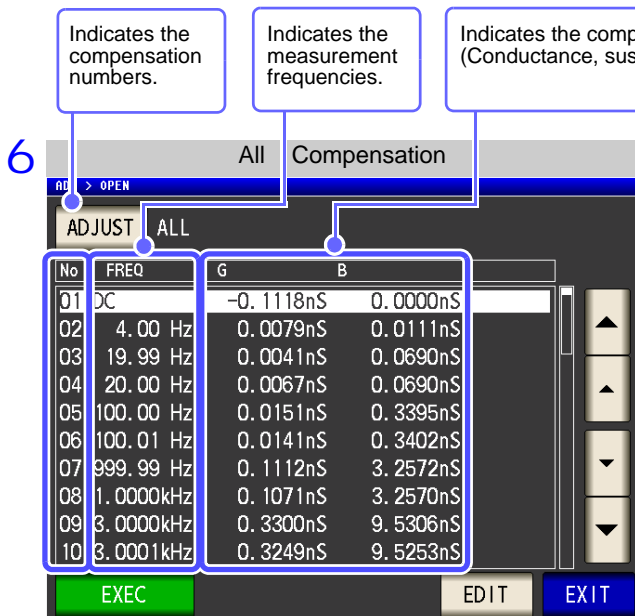 Indicates the
compensation
numbers.
Indicates the
measurement
frequencies.
Indicates the
(Conductance,
6
All Compensation
> OPEN
ADJUST ALL
No FREQ G B
01 DC -0.1118nS 0.0000nS
02 4.00 Hz 0.0079nS 0.0111nS
03 19.99 Hz 0.0041nS 0.0690nS
04 20.00 Hz 0.0067nS 0.0690nS
05 100.00 Hz 0.0151nS 0.3395nS
06 100.01 Hz 0.0141nS 0.3402nS
07 999.99 Hz 0.1112nS 3.2572nS
08 1.0000kHz 0.1071nS 3.2570nS
09 3.0000kHz 0.3300nS 9.5306nS
10 3.0001kHz 0.3249nS 9.5253nS
EXEC EDIT EXIT